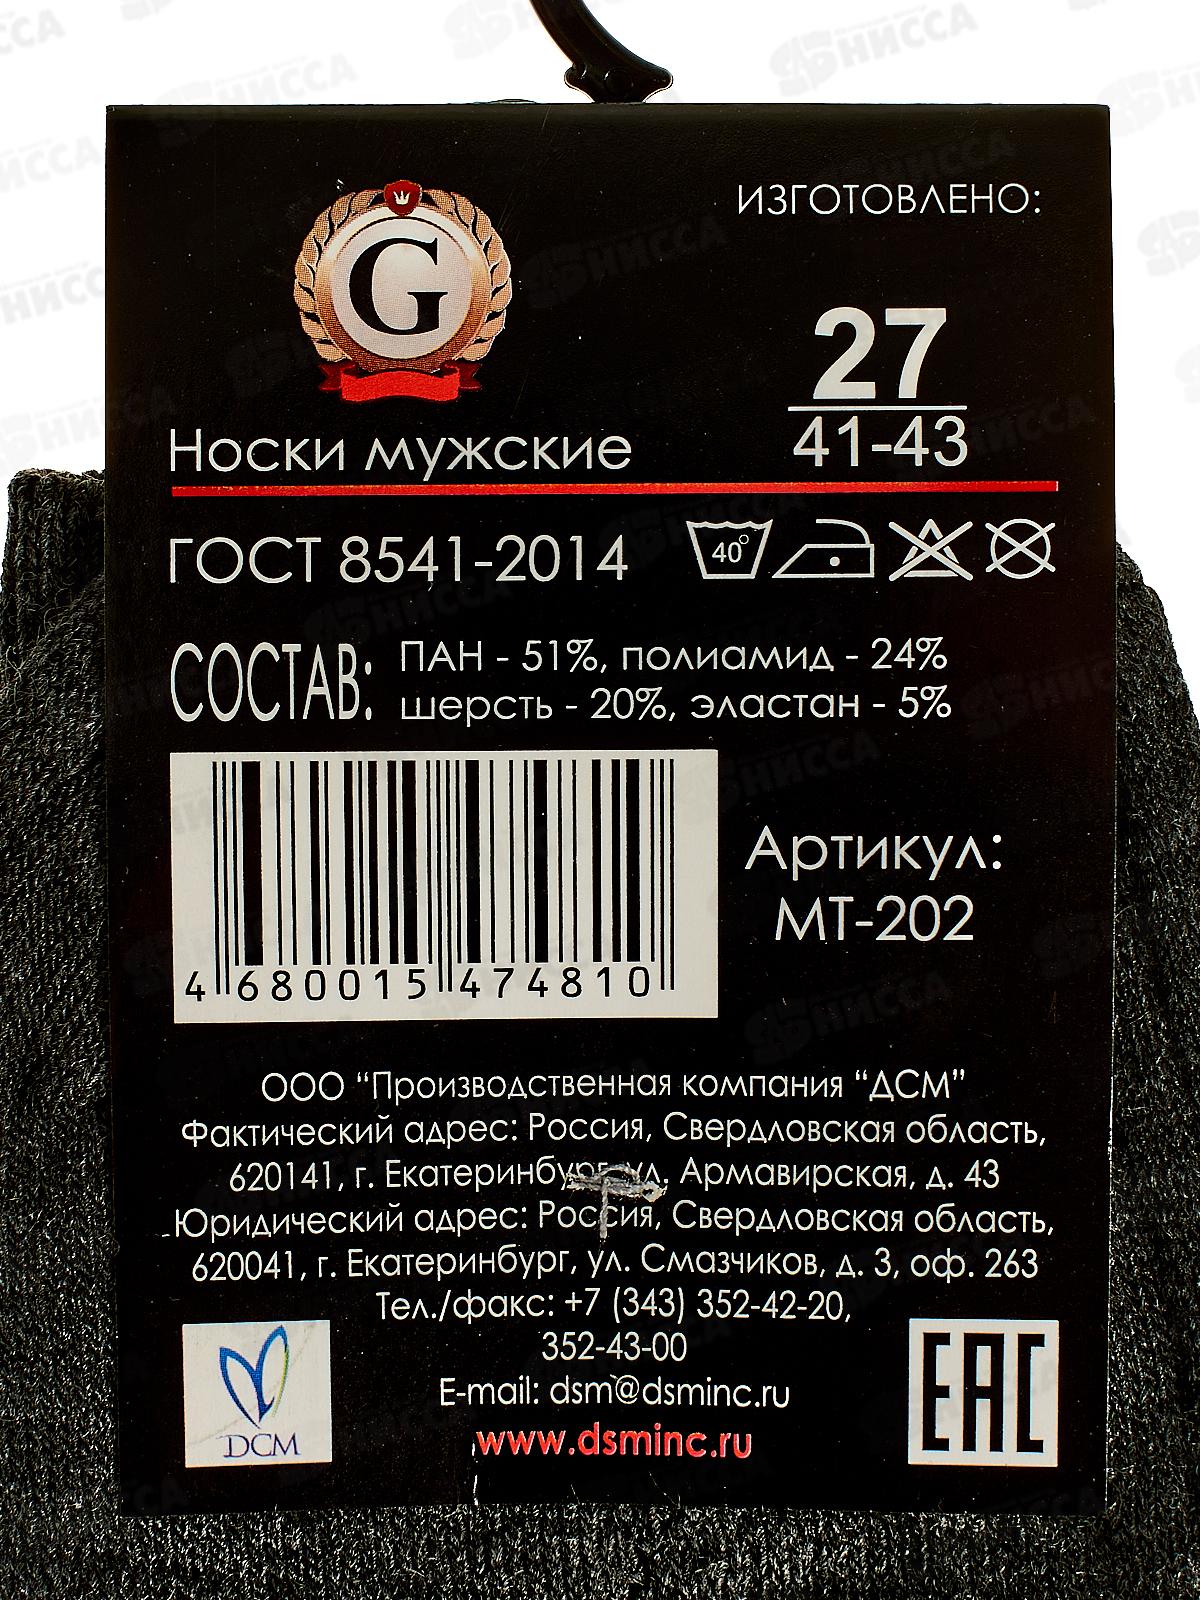 ИЗГОТОВЛЕНО:
G
27
41-43
Носки мужские
ГОСТ 8541-2014
40°
СОСТАВ: ПАН - 51%, полиамид - 24%
шерсть - 20%, эластан - 5%
4 680015 474810
Артикул:
МТ-202
ООО “Производственная компания “ДСМ”
Фактический адрес: Россия, Свердловская область,
620141, г. Екатеринбург, ул. Армавирская, д. 43
Юридический адрес: Россия, Свердловская область,
620041, г. Екатеринбург, ул. Смазчиков, д. 3, оф. 263
Тел./факс: +7 (343) 352-42-20,
352-43-00
E-mail: dsm@dsminc.ru
www.dsminc.ru
DCM
EAC